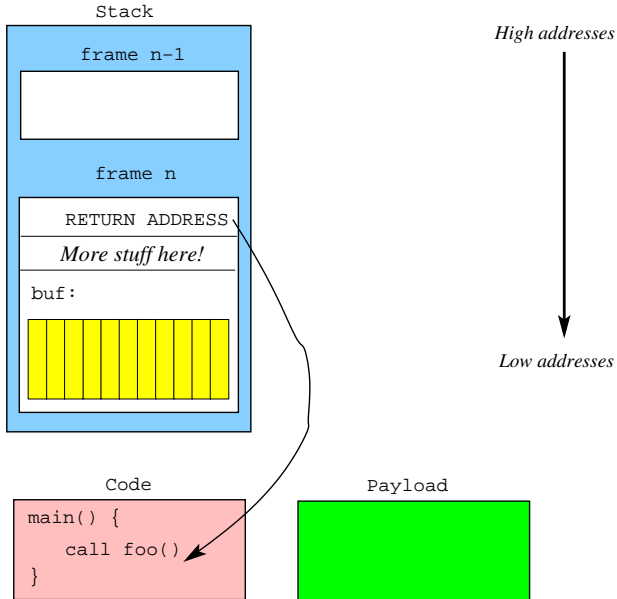 Stack
frame n-1
frame n
RETURN ADDRESS
More stuff here!
buf:
High addresses
Low addresses
Code
main() {
call foo()
}
Payload